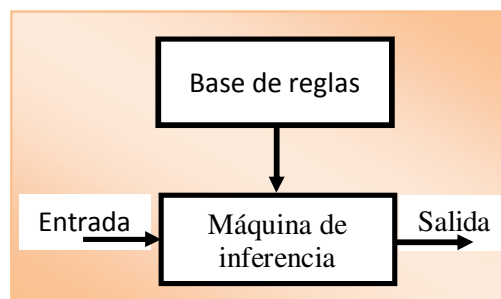 Base de reglas
Entrada
Máquina de
inferencia
Salida